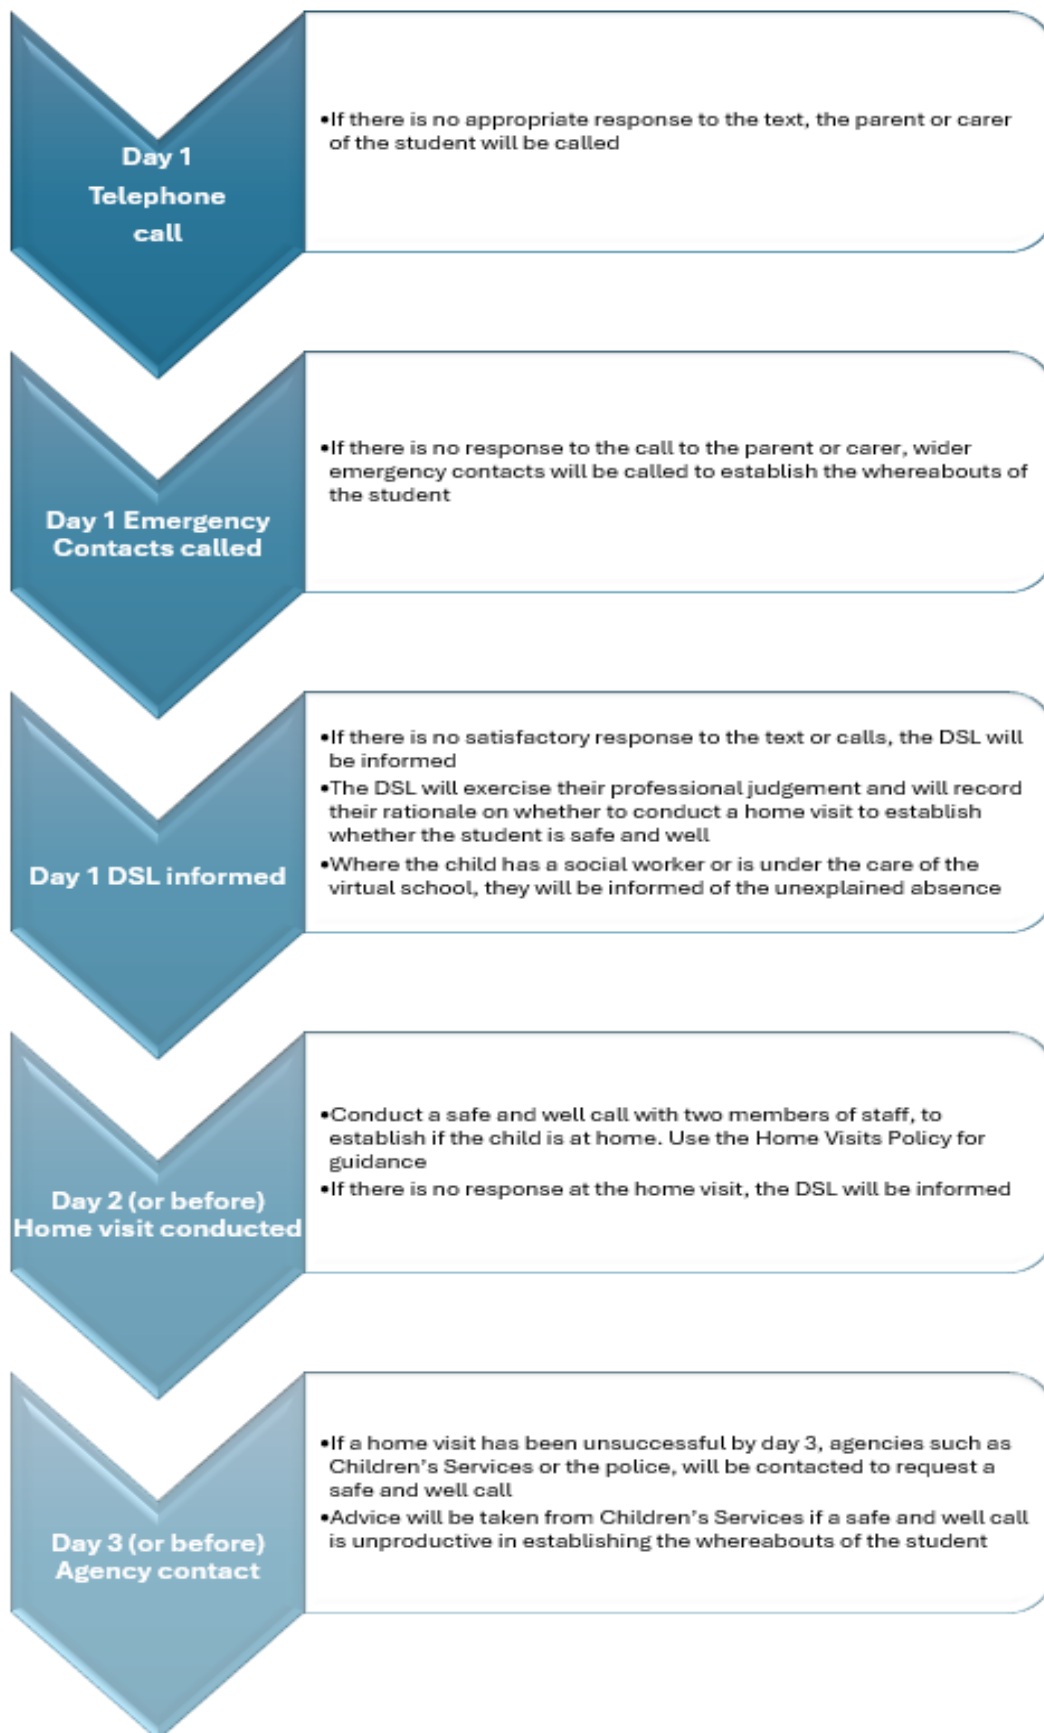 Day 1
Telephone
call
•If there is no appropriate response to the text, the parent or carer
of the student will be called
Day 1 Emergency
Contacts called
•If there is no response to the call to the parent or carer, wider
emergency contacts will be called to establish the whereabouts of
the student
Day 1 DSL informed
•If there is no satisfactory response to the text or calls, the DSL will
be informed
•The DSL will exercise their professional judgement and will record
their rationale on whether to conduct a home visit to establish
whether the student is safe and well
•Where the child has a social worker or is under the care of the
virtual school, they will be informed of the unexplained absence
Day 2 (or before)
Home visit conducted
•Conduct a safe and well call with two members of staff, to
establish if the child is at home. Use the Home Visits Policy for
guidance
•If there is no response at the home visit, the DSL will be informed
Day 3 (or before)
Agency contact
•If a home visit has been unsuccessful by day 3, agencies such as
Children's Services or the police, will be contacted to request a
safe and well call
•Advice will be taken from Children's Services if a safe and well call
is unproductive in establishing the whereabouts of the student